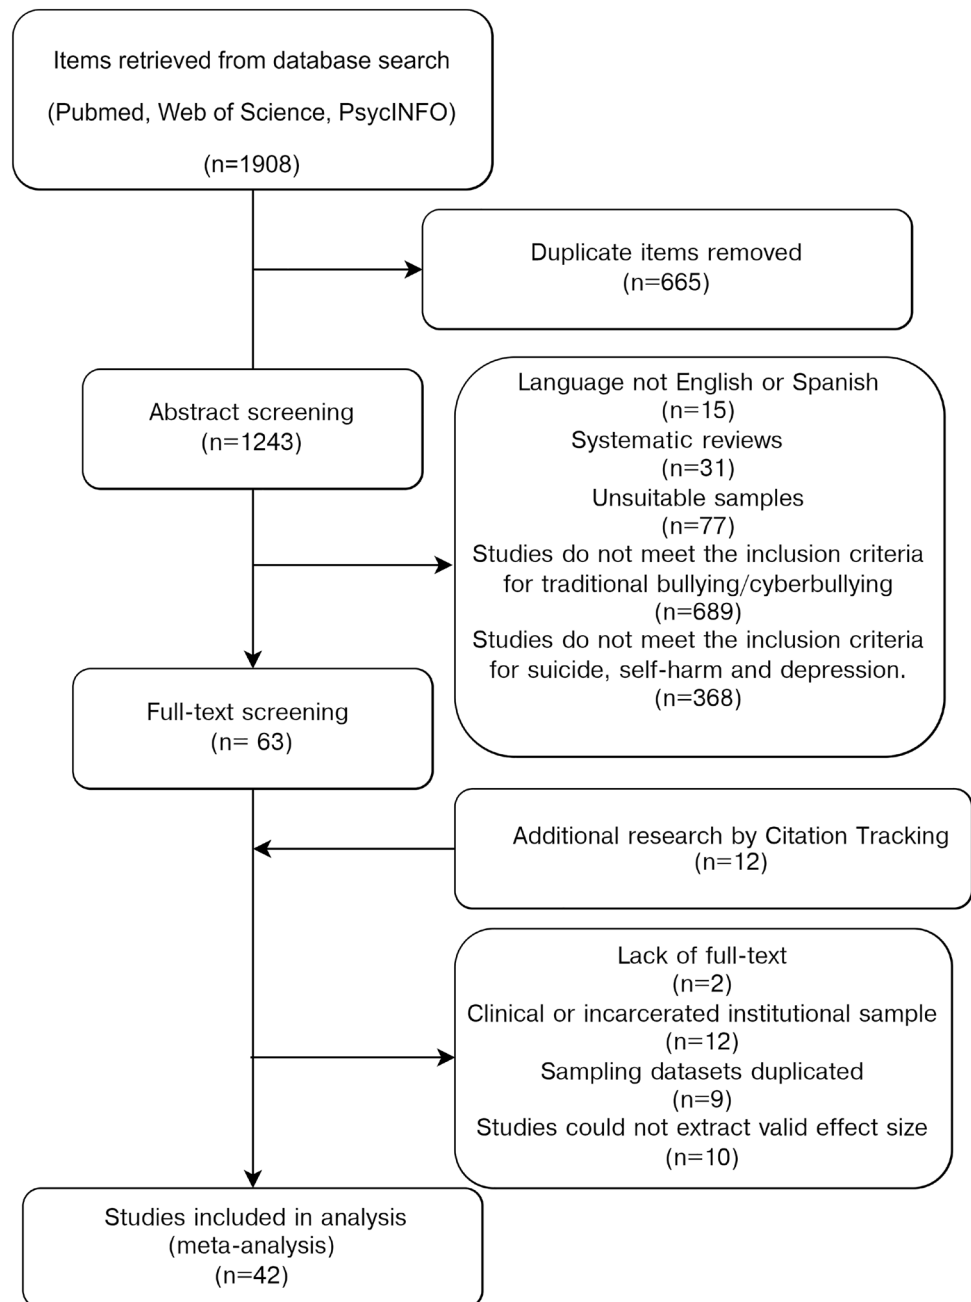 Items retrieved from database search
(Pubmed, Web of Science, PsycINFO)
(n=1908)
Duplicate items removed
(n=665)
Abstract screening
(n=1243)
Language not English or Spanish
(n=15)
Systematic reviews
(n=31)
Unsuitable samples
(n=77)
Studies do not meet the inclusion criteria
for traditional bullying/cyberbullying
(n=689)
Studies do not meet the inclusion criteria
for suicide, self-harm and depression.
(n=368)
Full-text screening
(n= 63)
Additional research by Citation Tracking
(n=12)
Lack of full-text
(n=2)
Clinical or incarcerated institutional sample
(n=12)
Sampling datasets duplicated
(n=9)
Studies could not extract valid effect size
(n=10)
Studies included in analysis
(meta-analysis)
(n=42)